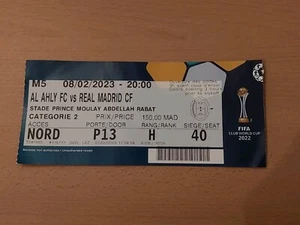 M5 08/02/2023 - 20:00
AL AHLY FC vs REAL MADRID CF
STADE PRINCE MOULAY ABDELLAH RABAT
CATEGORIE 2 PRIX/PRICE 150,00 MAD
ACCES PORTE/DOOR RANG/RANK SIEGE/SEAT
NORD P13 H 40
FIFA
CLUB WORLD CUP
2022